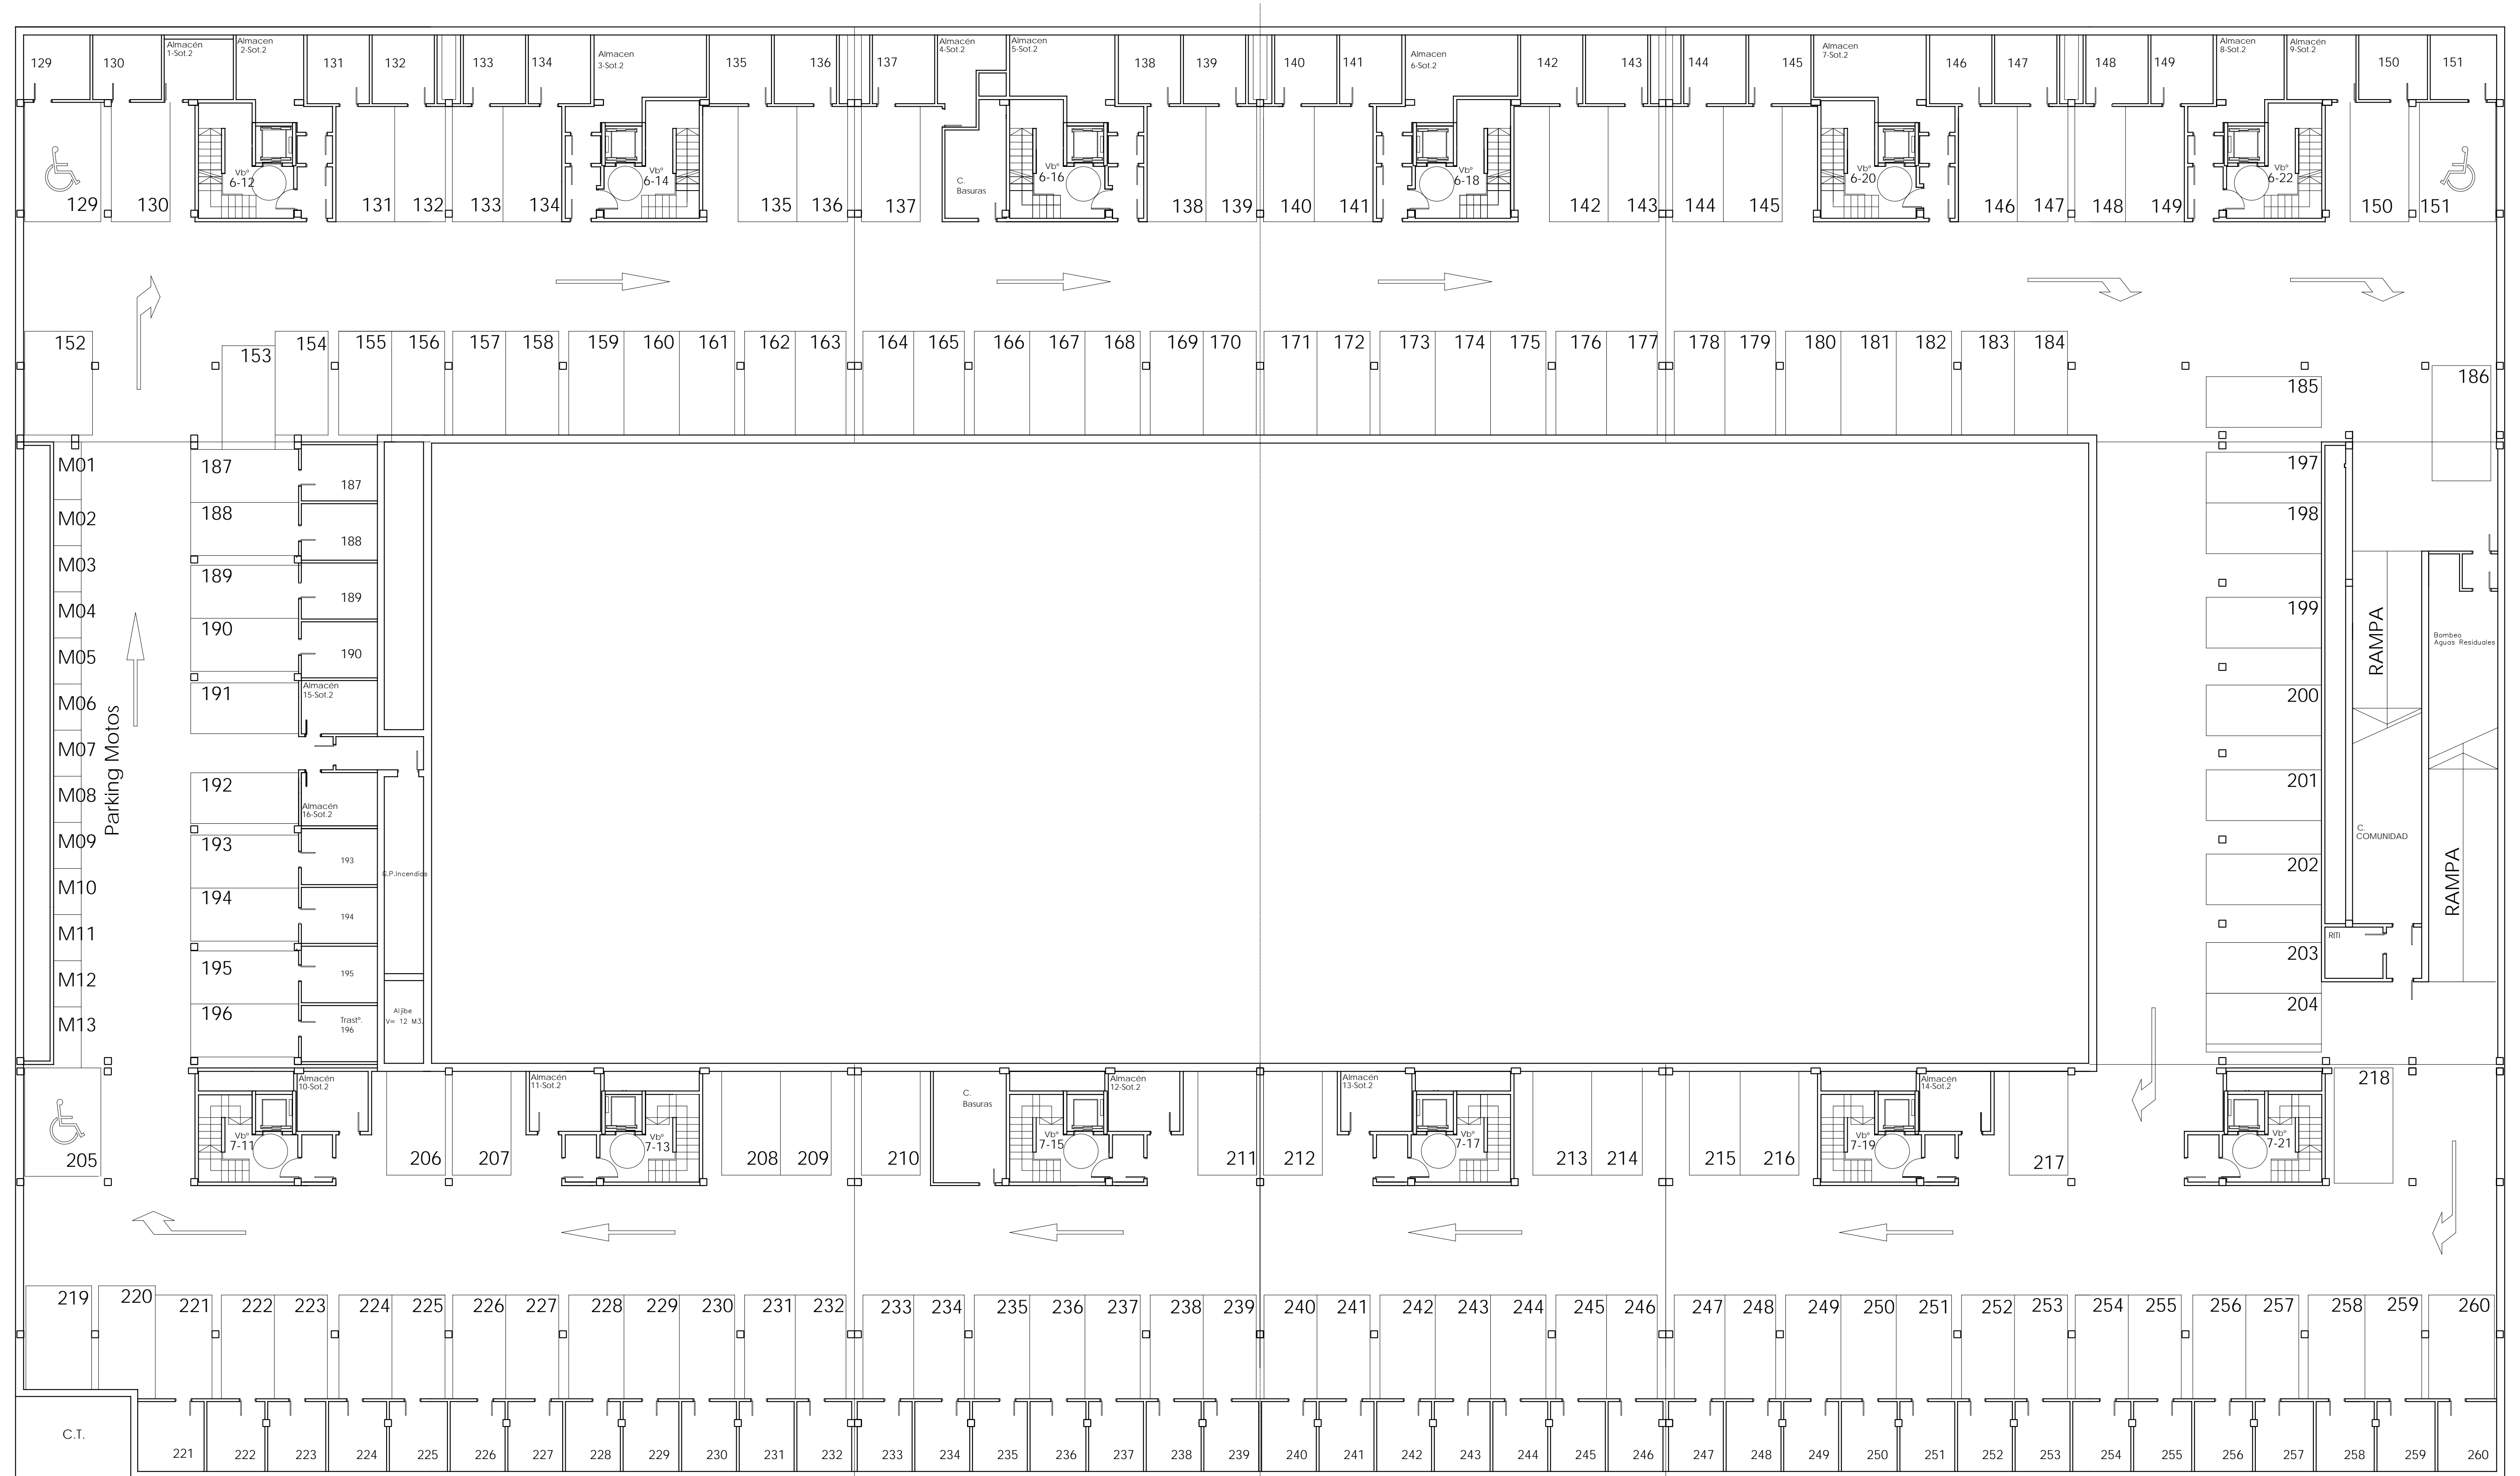 129
130
Almacén
1-Sot.2
Almacen
2-Sot.2
131
132
133
134
Almacen
3-Sot.2
135
136
137
Almacén
4-Sot.2
Almacen
5-Sot.2
138
139
140
141
Almacen
6-Sot.2
142
143
144
145
Almacen
7-Sot.2
146
147
148
149
Almacen
8-Sot.2
Almacén
9-Sot.2
150
151
129
130
Vbº
6-12
131
132
133
134
Vbº
6-14
135
136
137
C.
Basuras
Vbº
6-16
138
139
140
141
Vbº
6-18
142
143
144
145
Vbº
6-20
146
147
148
149
Vbº
6-22
150
151
152
153
154
155
156
157
158
159
160
161
162
163
164
165
166
167
168
169
170
171
172
173
174
175
176
177
178
179
180
181
182
183
184
185
186
M01
M02
M03
M04
M05
M06
M07
M08
M09
M10
M11
M12
M13
Parking Motos
187
188
189
190
191
192
193
194
195
196
187
188
189
190
Almacén
15-Sot.2
Almacén
16-Sot.2
193
194
195
Trastº.
196
G.P.Incendios
Aljibe
V= 12 M3.
197
198
199
200
201
202
203
204
RAMPA
Bombeo
Aguas Residuales
C.
COMUNIDAD
RAMPA
RITI
205
Vbº
7-11
Almacén
10-Sot.2
206
207
Almacén
11-Sot.2
Vbº
7-13
208
209
210
C.
Basuras
Vbº
7-15
Almacén
12-Sot.2
211
212
Almacén
13-Sot.2
Vbº
7-17
213
214
215
216
Vbº
7-19
Almacén
14-Sot.2
217
Vbº
7-21
218
219
220
221
222
223
224
225
226
227
228
229
230
231
232
233
234
235
236
237
238
239
240
241
242
243
244
245
246
247
248
249
250
251
252
253
254
255
256
257
258
259
260
C.T.
221
222
223
224
225
226
227
228
229
230
231
232
233
234
235
236
237
238
239
240
241
242
243
244
245
246
247
248
249
250
251
252
253
254
255
256
257
258
259
260